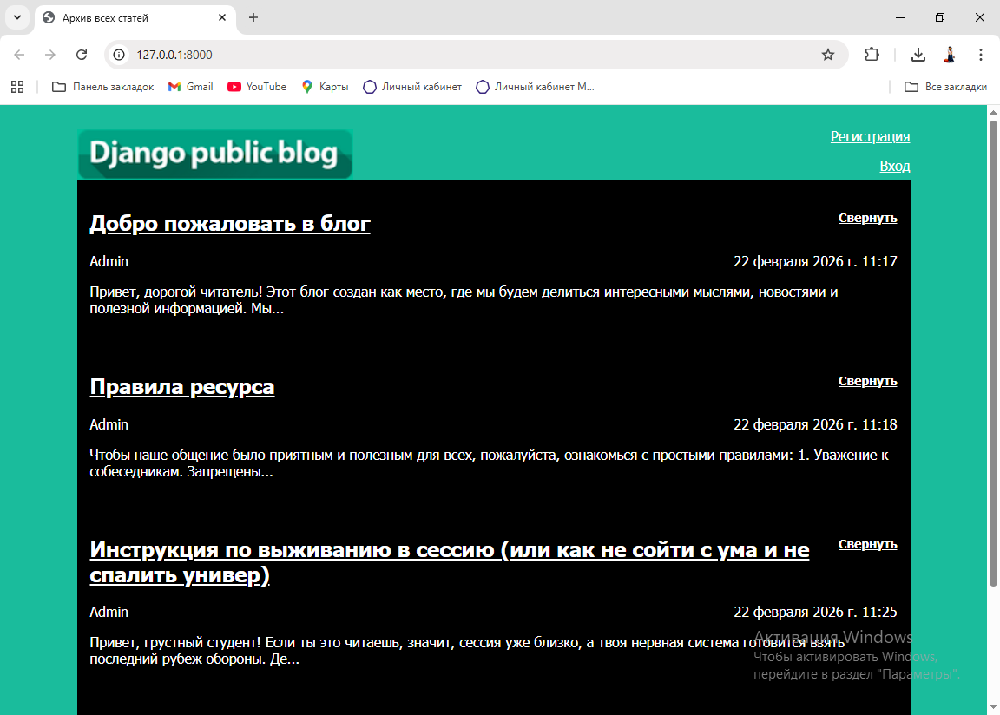 Архив всех статей
127.0.0.1:8000
Панель закладок Gmail YouTube Карты Личный кабинет Личный кабинет М... Все закладки
Django public blog
Регистрация
Вход
Добро пожаловать в блог Свернуть
Admin 22 февраля 2026 г. 11:17
Привет, дорогой читатель! Этот блог создан как место, где мы будем делиться интересными мыслями, новостями и
полезной информацией. Мы...
Правила ресурса Свернуть
Admin 22 февраля 2026 г. 11:18
Чтобы наше общение было приятным и полезным для всех, пожалуйста, ознакомься с простыми правилами: 1. Уважение к
собеседникам. Запрещены...
Инструкция по выживанию в сессию (или как не сойти с ума и не Свернуть
спалить универ)
Admin 22 февраля 2026 г. 11:25
Привет, грустный студент! Если ты это читаешь, значит, сессия уже близко, а твоя нервная система готовится взять
последний рубеж обороны. Де...
Активация Windows
Чтобы активировать Windows,
перейдите в раздел "Параметры".